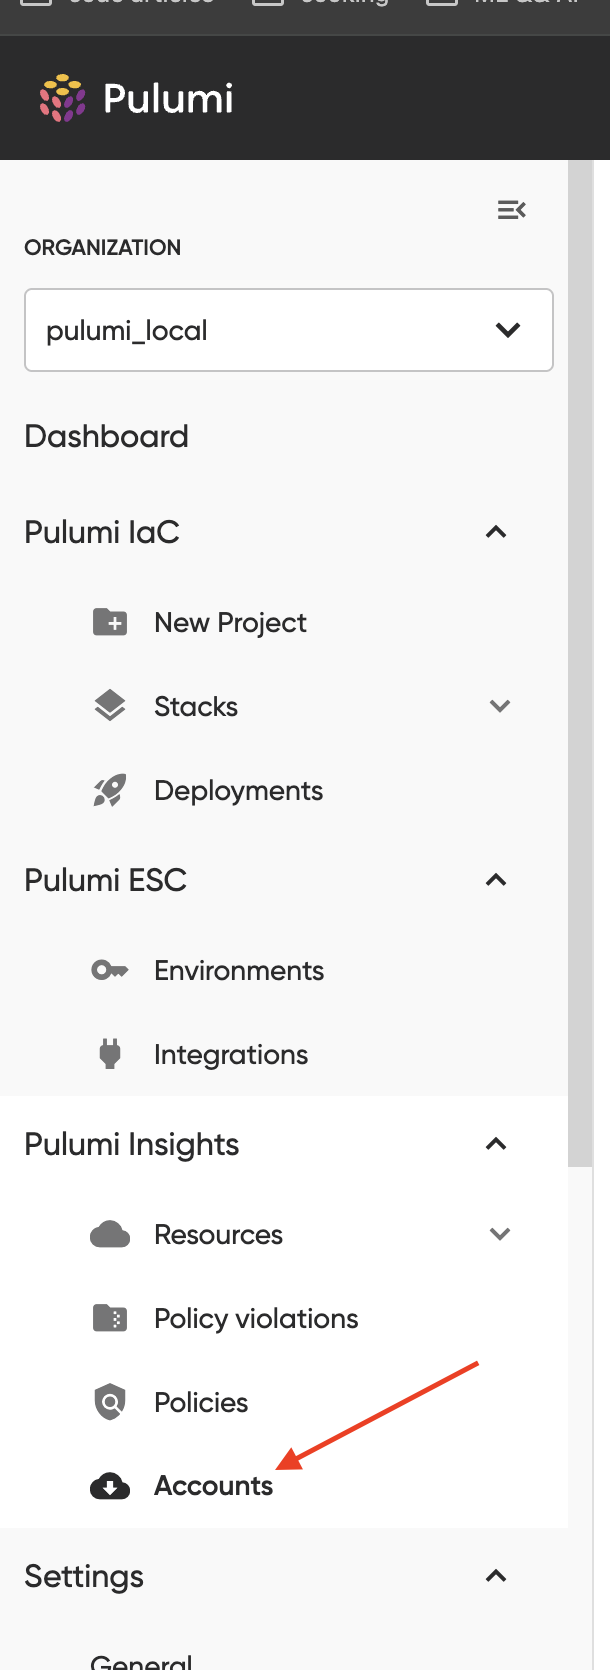 Pulumi
ORGANIZATION
pulumi_local
Dashboard
Pulumi IaC
New Project
Stacks
Deployments
Pulumi ESC
Environments
Integrations
Pulumi Insights
Resources
Policy violations
Policies
Accounts
Settings
General